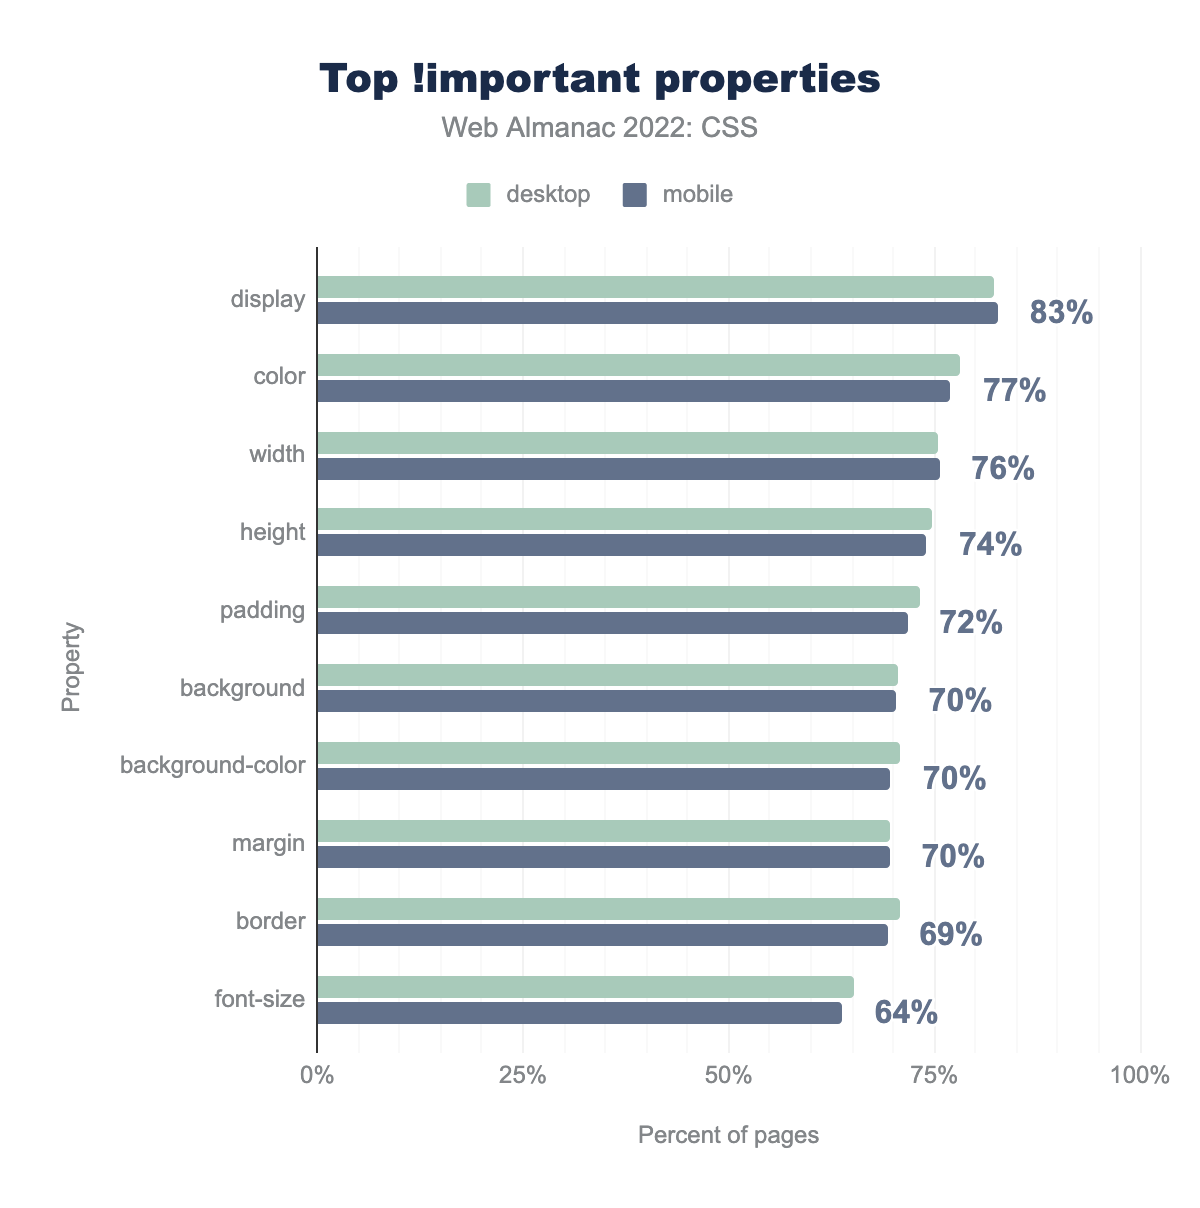 Top !important properties
Web Almanac 2022: CSS
desktop mobile
display 83%
color 77%
width 76%
height 74%
padding 72%
background 70%
background-color 70%
margin 70%
border 69%
font-size 64%
Property
0% 25% 50% 75% 100%
Percent of pages